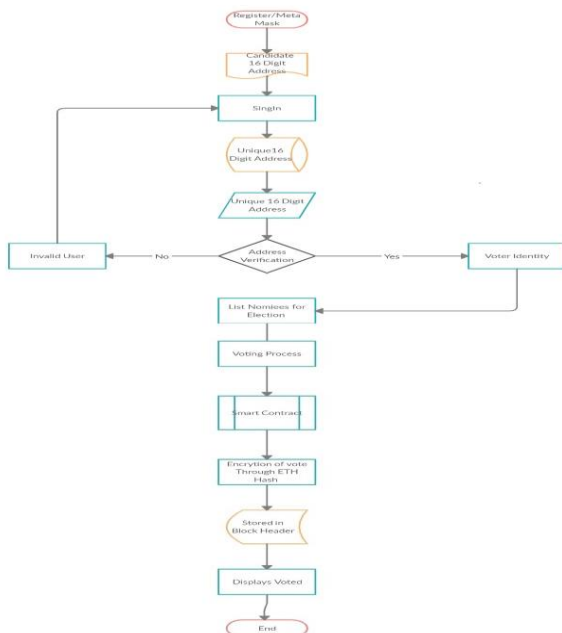 Register/Meta
Mask
Candidate
16 Digit
Address
SingIn
Unique16
Digit Address
Unique 16 Digit
Address
Address
Verification
No
Yes
Invalid User
Voter Identity
List Nomiees for
Election
Voting Process
Smart Contract
Encrytion of vote
Through ETH
Hash
Stored in
Block Header
Displays Voted
End